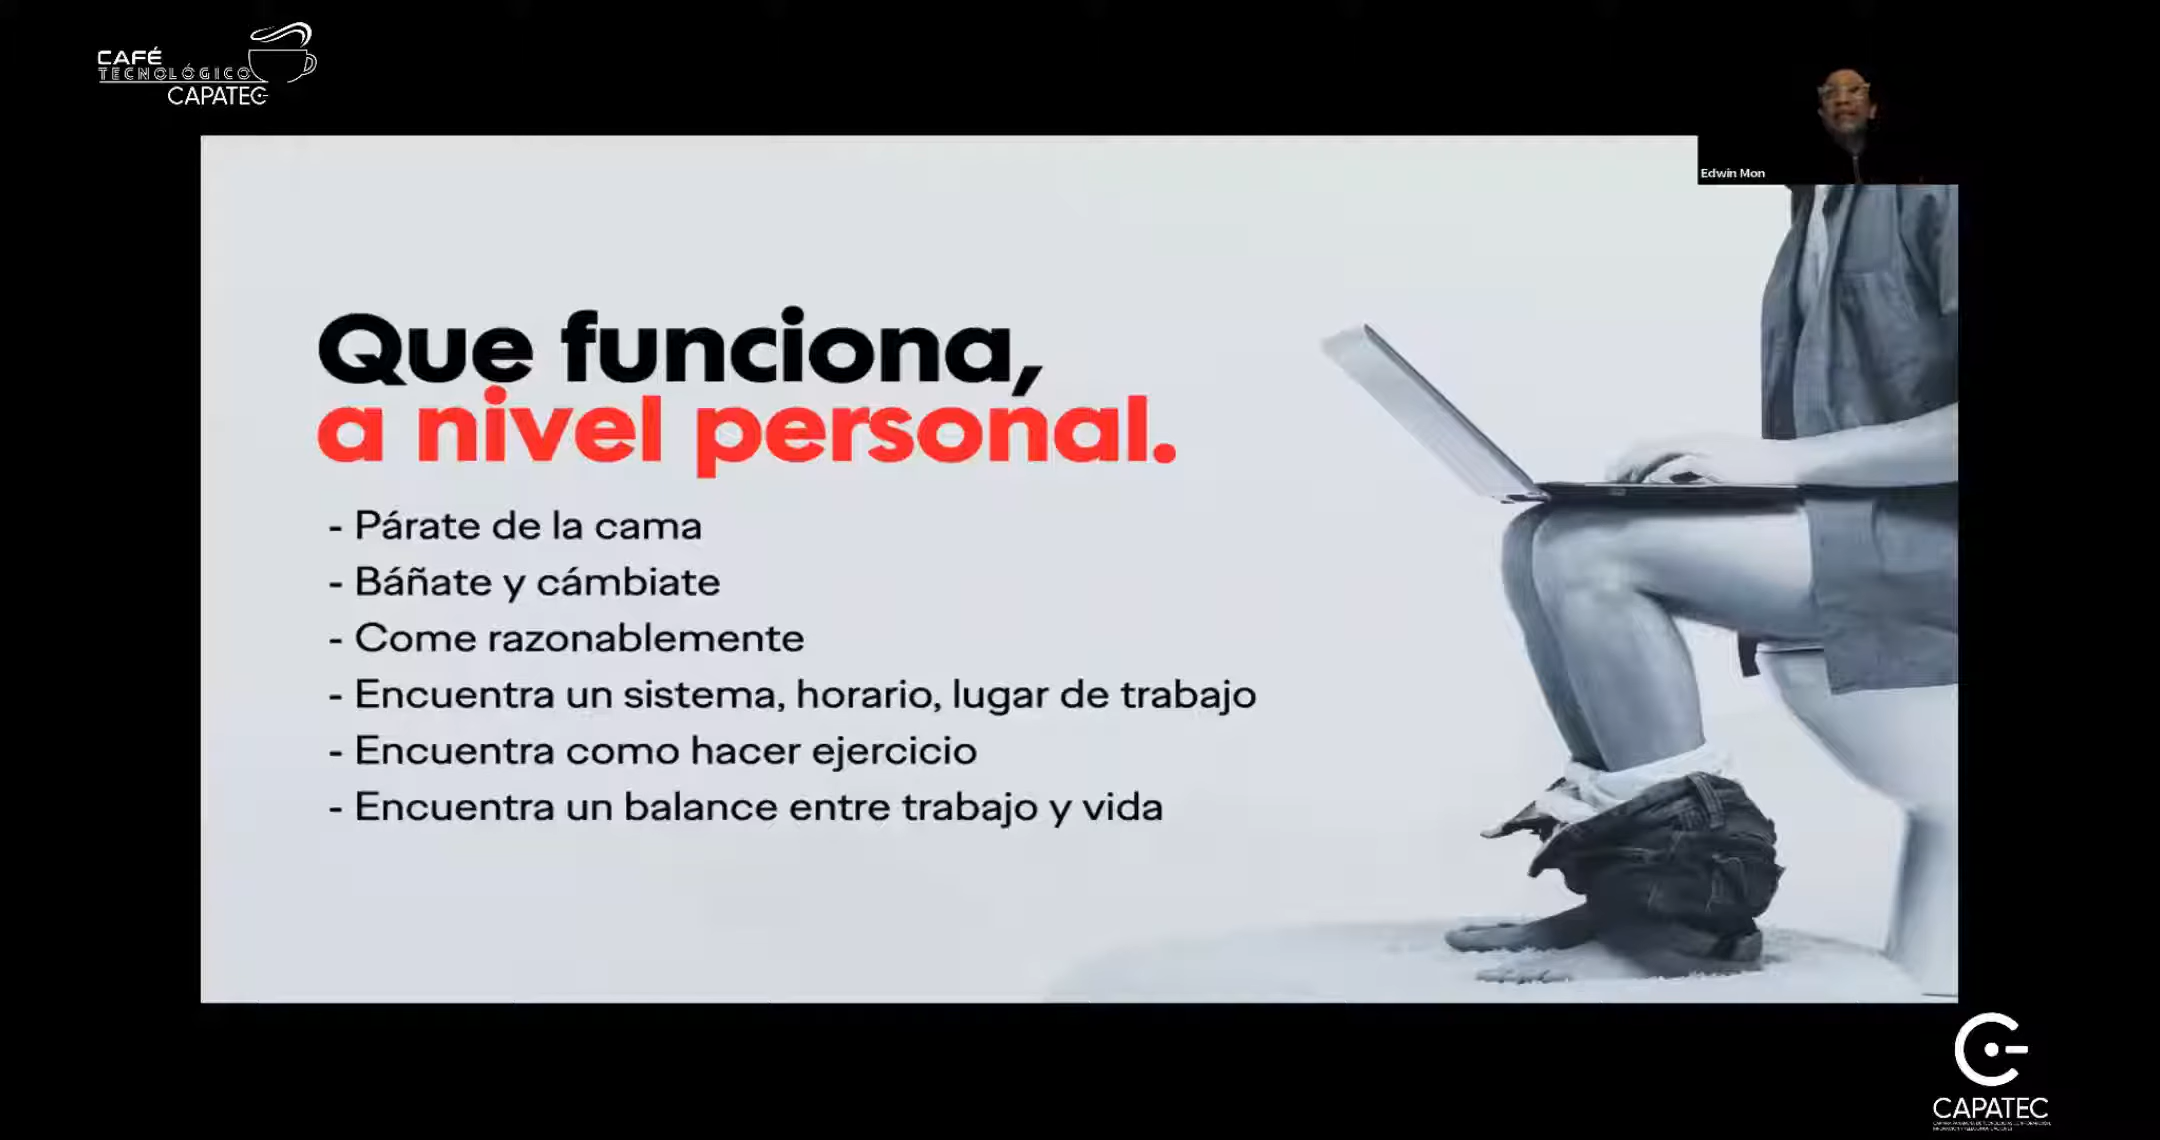 CAFÉ
TECNOLÓGICO
CAPATEC
Edwin Mon
Que funciona,
a nivel personal.
- Párate de la cama
- Báñate y cámbiate
- Come razonablemente
- Encuentra un sistema, horario, lugar de trabajo
- Encuentra como hacer ejercicio
- Encuentra un balance entre trabajo y vida
CAPATEC